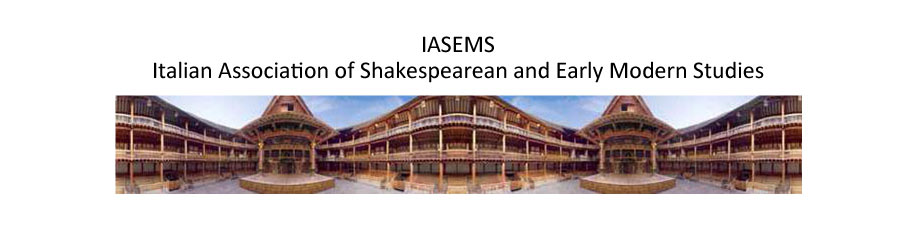 IASEMS
Italian Association of Shakespearean and Early Modern Studies